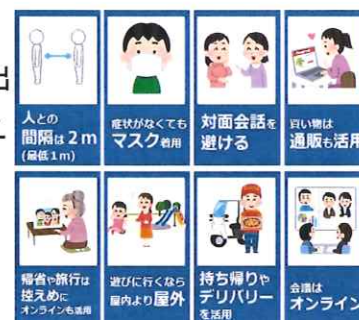 人との
間隔は2m
(最低1m)
症状がなくても
マスク着用
対面会話を
避ける
買い物は
通販も活用
帰省や旅行は
控えめに
オンラインも活用
遊びに行くなら
屋内より屋外
持ち帰りや
デリバリー
を活用
会議は
オンライン